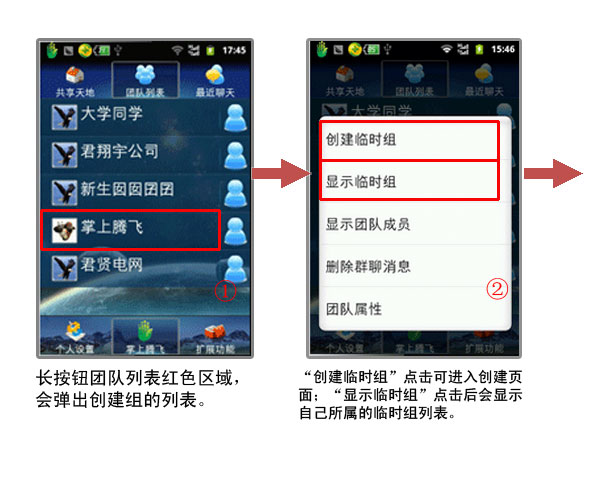 17:45
共享天地 团队列表 最近聊天
大学同学
君翔宇公司
新生囡囡团团
掌上腾飞
君贤电网
①
个人设置 掌上腾飞 扩展功能
长按钮团队列表红色区域，
会弹出创建组的列表。
15:46
共享天地 团队列表 最近聊天
大学同学
创建临时组
显示临时组
显示团队成员
删除群聊消息
团队属性
②
个人设置 掌上腾飞 扩展功能
“创建临时组”点击可进入创建页
面；“显示临时组”点击后会显示
自己所属的临时组列表。